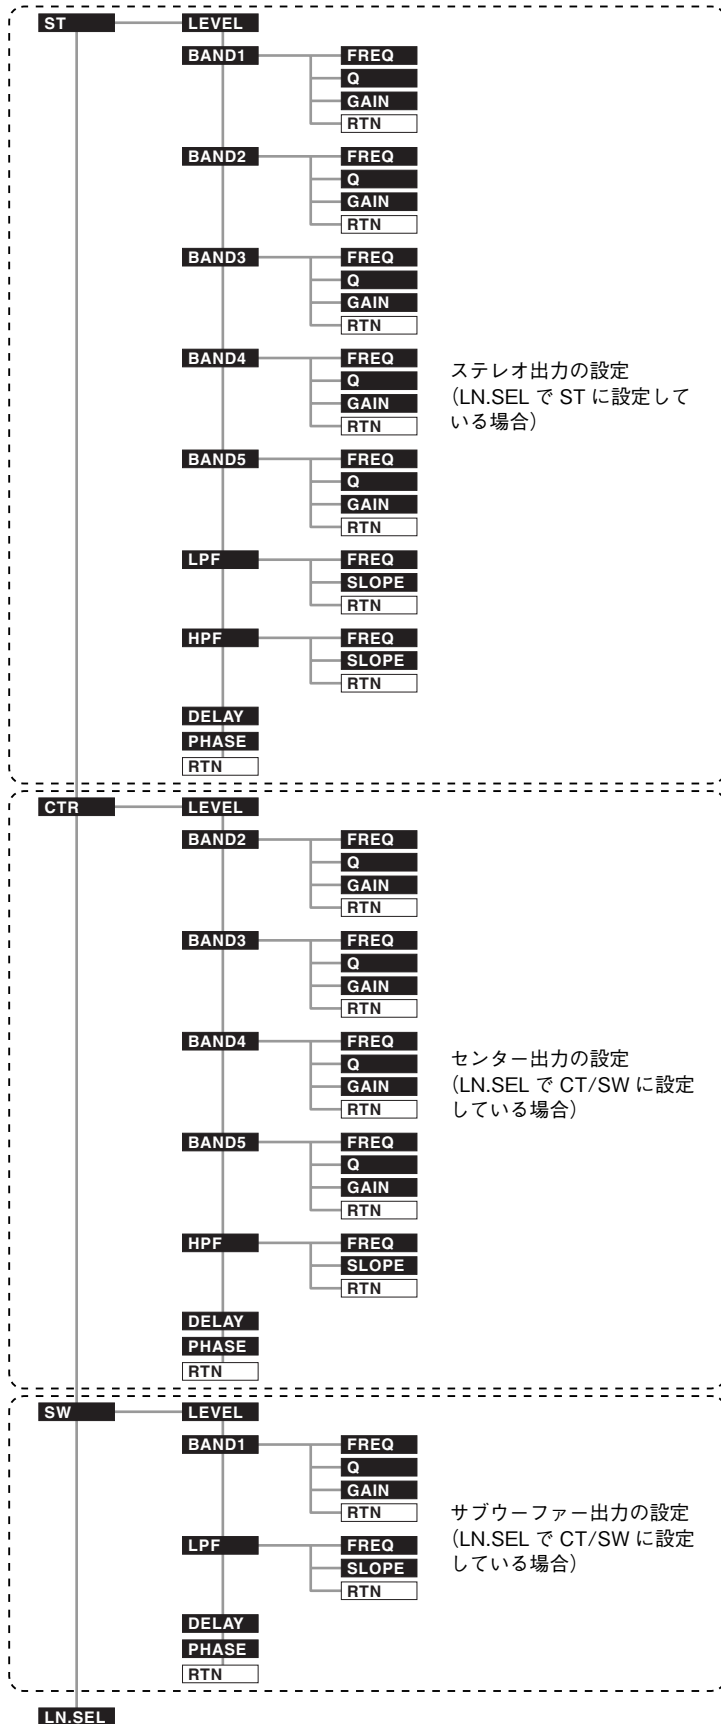 ST LEVEL
BAND1 FREQ
Q
GAIN
RTN
BAND2 FREQ
Q
GAIN
RTN
BAND3 FREQ
Q
GAIN
RTN
BAND4 FREQ
Q
GAIN
RTN
ステレオ出力の設定
(LN.SEL で ST に設定して
いる場合)
BAND5 FREQ
Q
GAIN
RTN
LPF FREQ
SLOPE
RTN
HPF FREQ
SLOPE
RTN
DELAY
PHASE
RTN
CTR LEVEL
BAND2 FREQ
Q
GAIN
RTN
BAND3 FREQ
Q
GAIN
RTN
BAND4 FREQ
Q
GAIN
RTN
センター出力の設定
(LN.SEL で CT/SW に設定
している場合)
BAND5 FREQ
Q
GAIN
RTN
HPF FREQ
SLOPE
RTN
DELAY
PHASE
RTN
SW LEVEL
BAND1 FREQ
Q
GAIN
RTN
サブウーファー出力の設定
(LN.SEL で CT/SW に設定
している場合)
LPF FREQ
SLOPE
RTN
DELAY
PHASE
RTN
LN.SEL